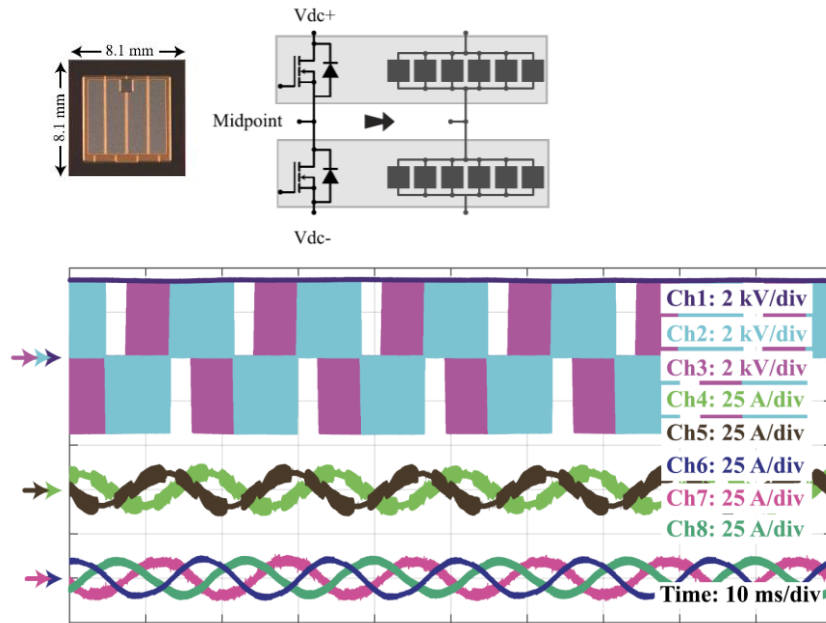 8.1 mm
8.1 mm
Vdc+
Midpoint
Vdc-
Ch1: 2 kV/div
Ch2: 2 kV/div
Ch3: 2 kV/div
Ch4: 25 A/div
Ch5: 25 A/div
Ch6: 25 A/div
Ch7: 25 A/div
Ch8: 25 A/div
Time: 10 ms/div